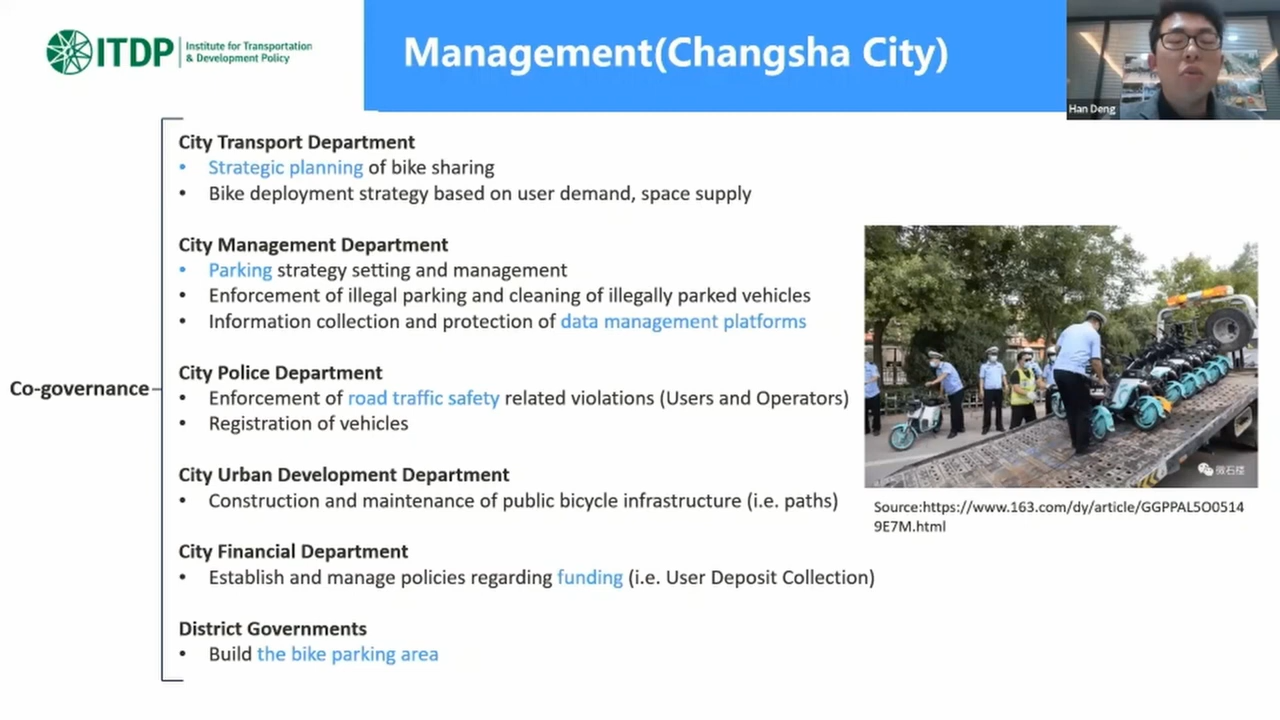 ITDP
Institute for Transportation
& Development Policy
Management(Changsha City)
Han Deng
City Transport Department
• Strategic planning of bike sharing
• Bike deployment strategy based on user demand, space supply
City Management Department
• Parking strategy setting and management
• Enforcement of illegal parking and cleaning of illegally parked vehicles
• Information collection and protection of data management platforms
Co-governance
City Police Department
• Enforcement of road traffic safety related violations (Users and Operators)
• Registration of vehicles
City Urban Development Department
• Construction and maintenance of public bicycle infrastructure (i.e. paths)
City Financial Department
• Establish and manage policies regarding funding (i.e. User Deposit Collection)
District Governments
• Build the bike parking area
微石楼
Source:https://www.163.com/dy/article/GGPPAL5O0514
9E7M.html